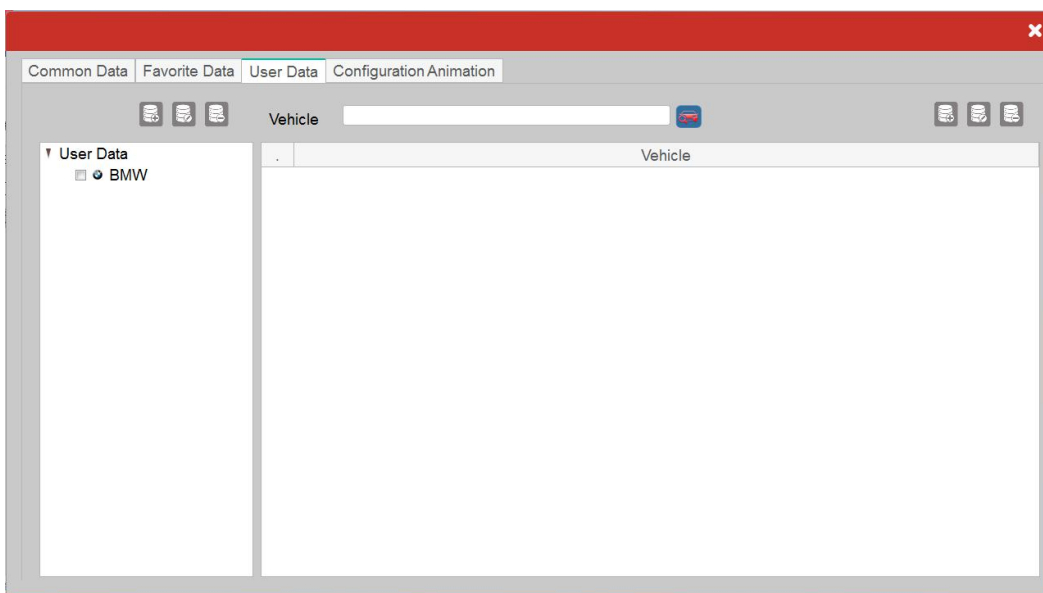 Common Data Favorite Data User Data Configuration Animation
Vehicle
User Data
. Vehicle
BMW